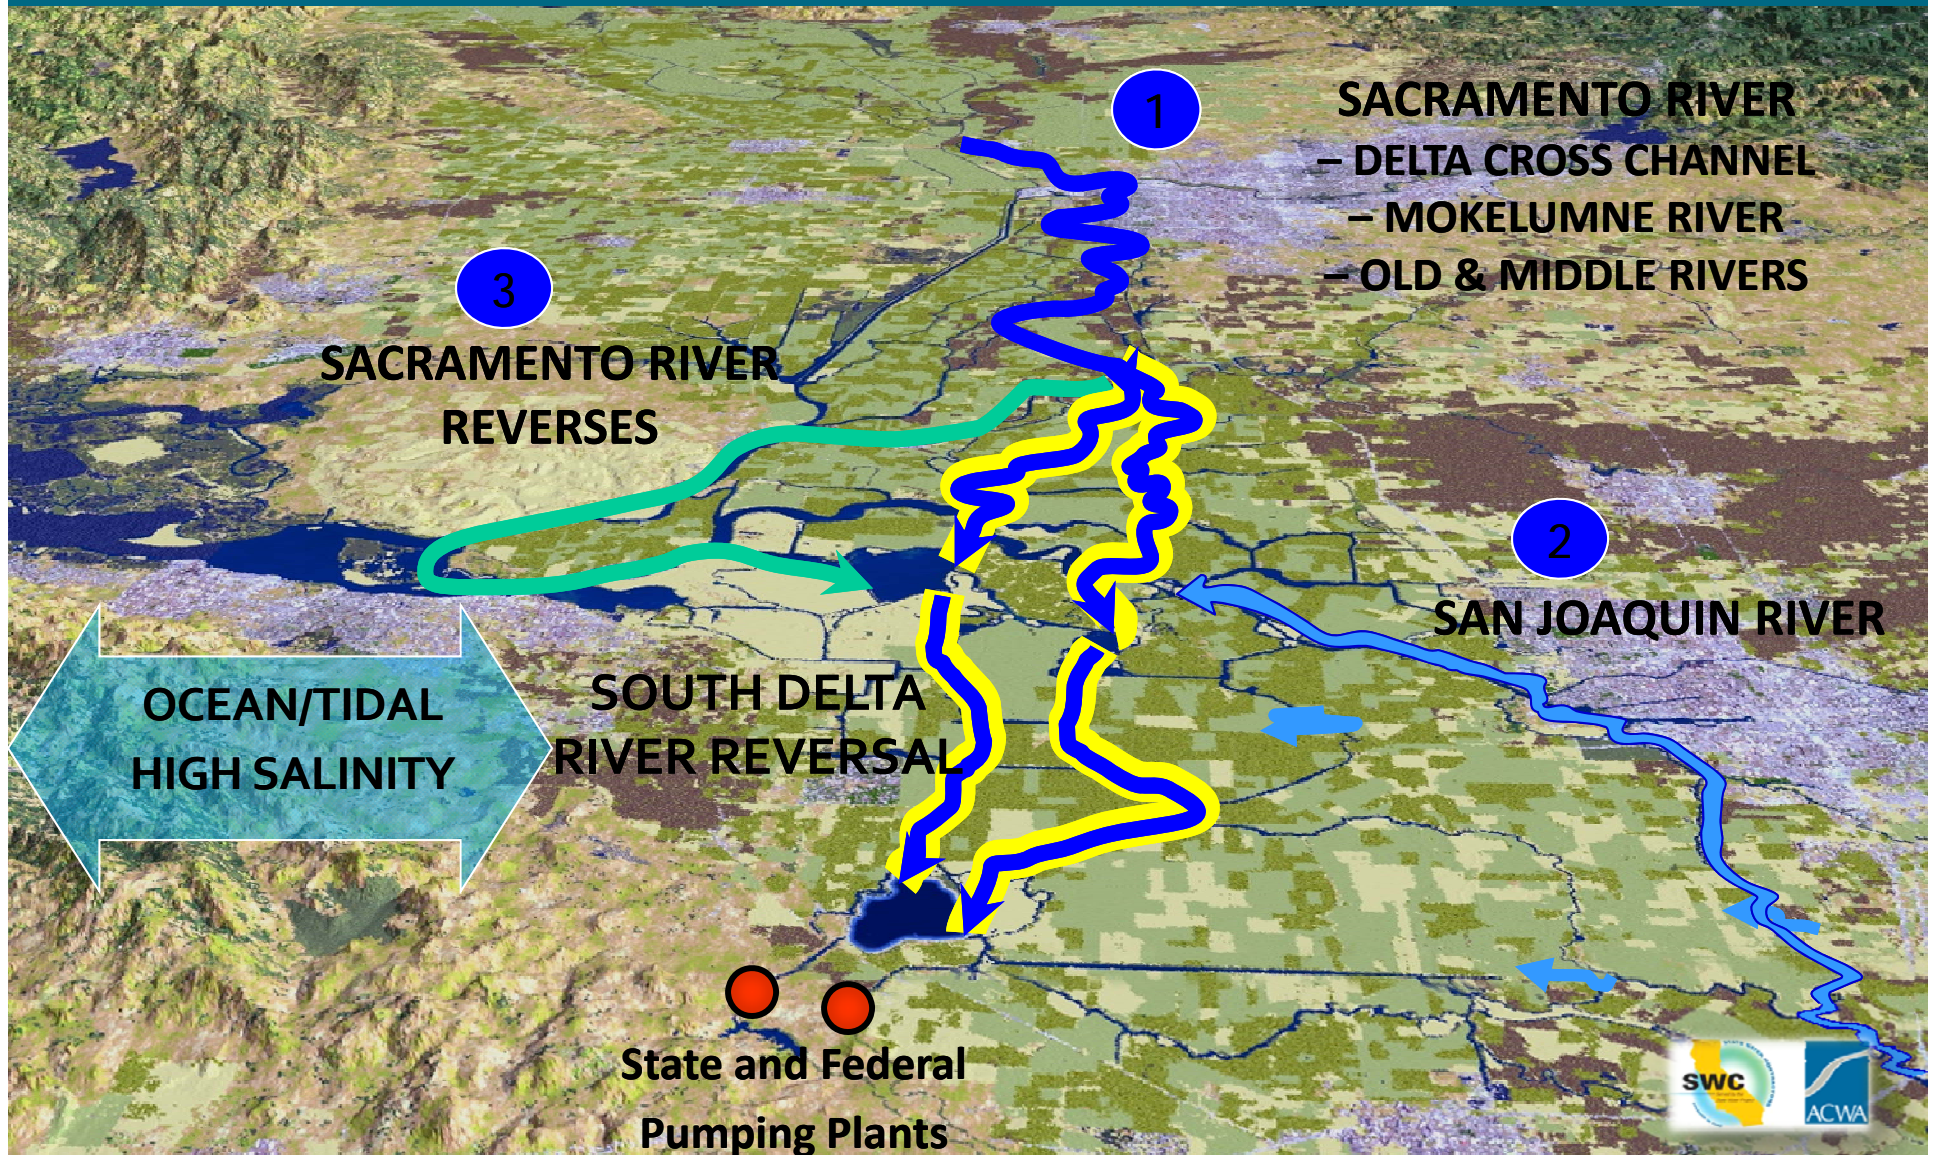 1
SACRAMENTO RIVER
– DELTA CROSS CHANNEL
– MOKELUMNE RIVER
– OLD & MIDDLE RIVERS
3
SACRAMENTO RIVER
REVERSES
2
SAN JOAQUIN RIVER
OCEAN/TIDAL
HIGH SALINITY
SOUTH DELTA
RIVER REVERSAL
State and Federal
Pumping Plants
SWC
ACWA